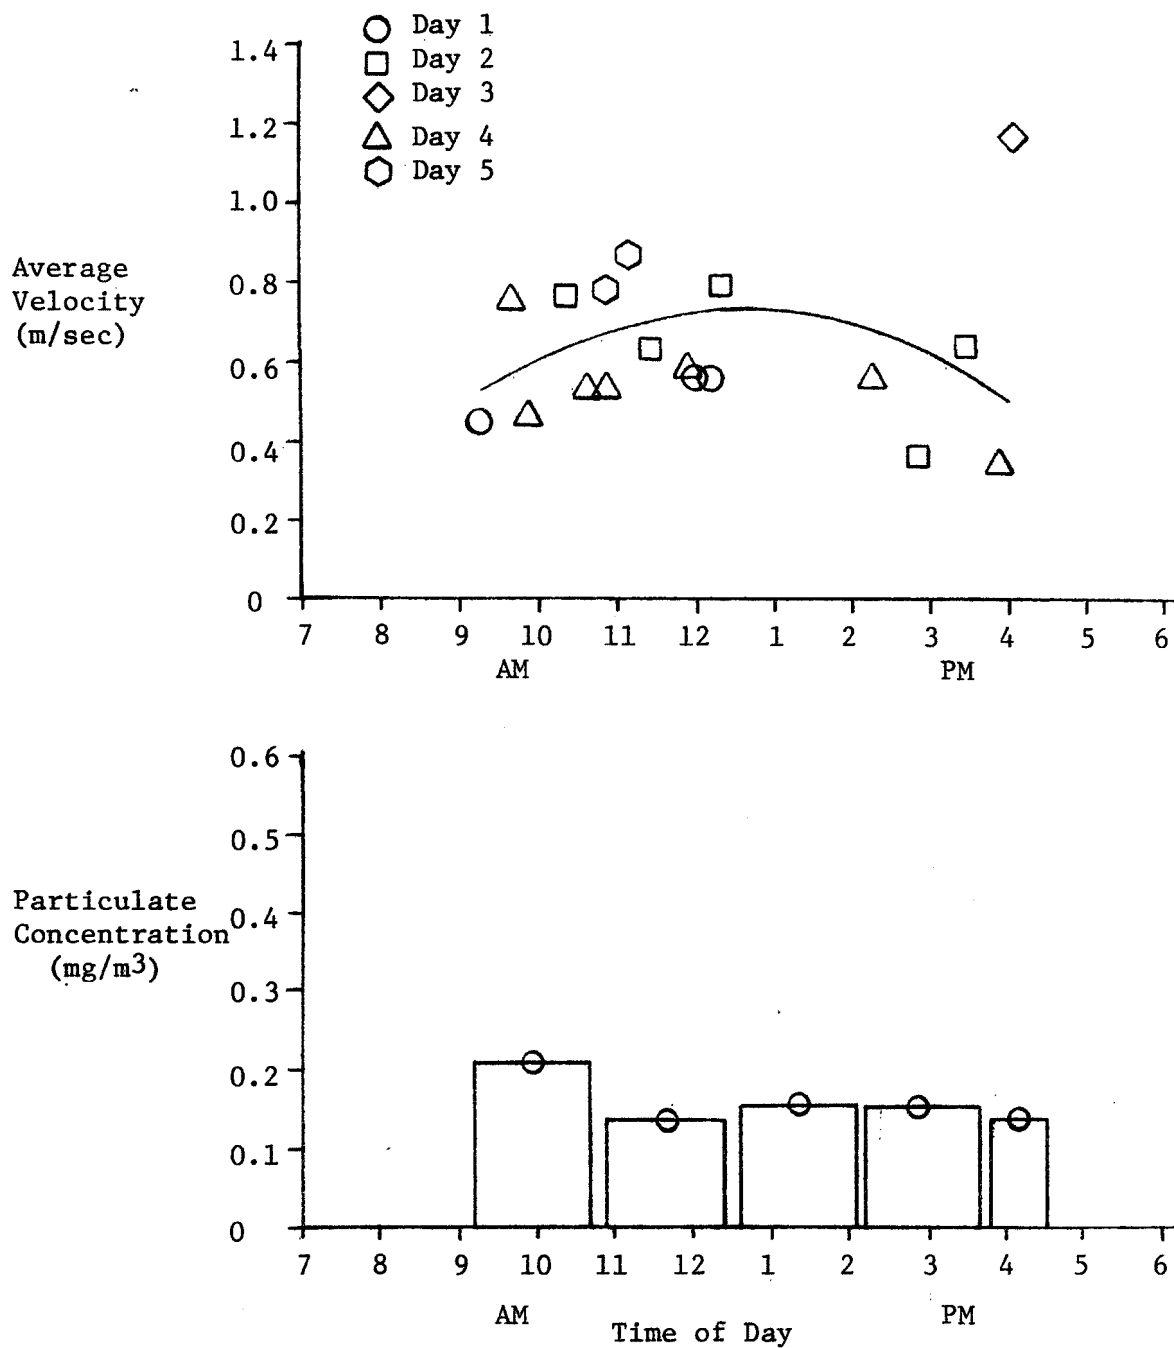 Day 1
Day 2
Day 3
Day 4
Day 5
1.4
1.2
1.0
0.8
0.6
0.4
0.2
0
Average
Velocity
(m/sec)
7 8 9 10 11 12 1 2 3 4 5 6
AM PM
0.6
0.5
0.4
0.3
0.2
0.1
0
Particulate
Concentration
(mg/m3)
7 8 9 10 11 12 1 2 3 4 5 6
AM PM
Time of Day